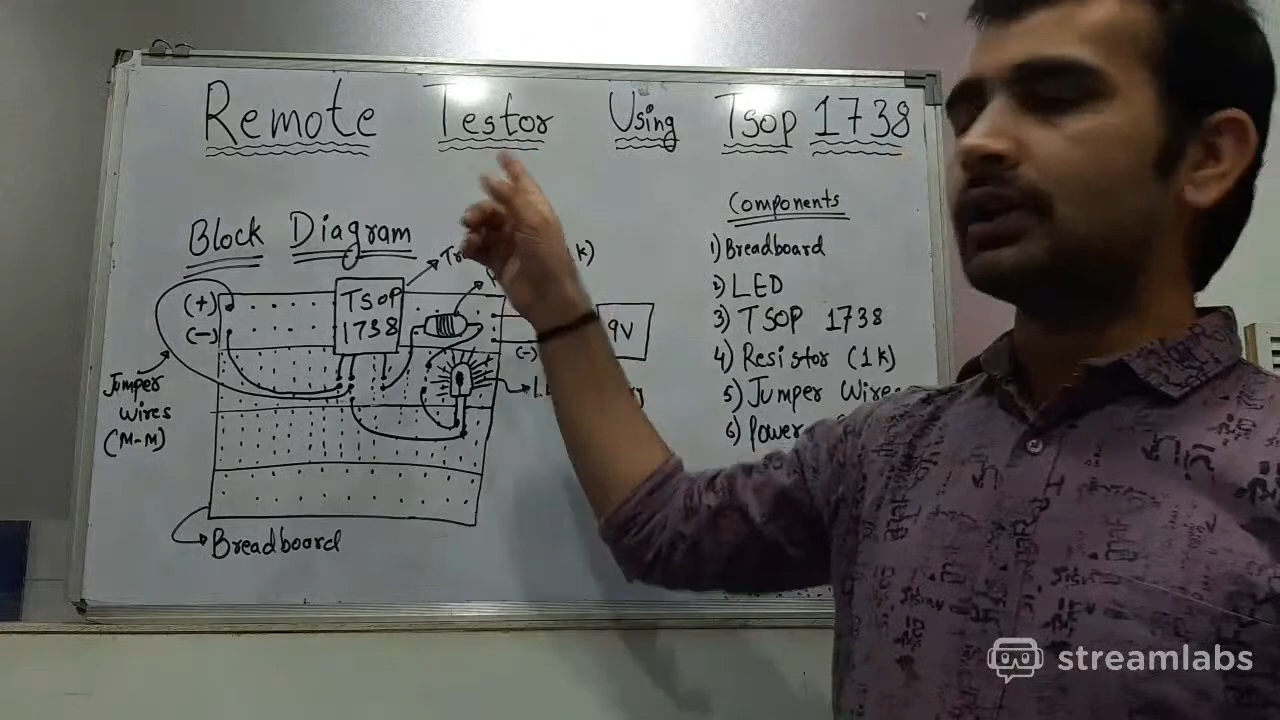 Remote Testor Using Tsop 1738
Components
1) Breadboard
2) LED
3) TSOP 1738
4) Resistor (1k)
5) Jumper Wires
6) Power
Block Diagram
(+)
(-)
TSOP
1738
9V
(-)
Jumper
Wires
(M-M)
Breadboard
streamlabs